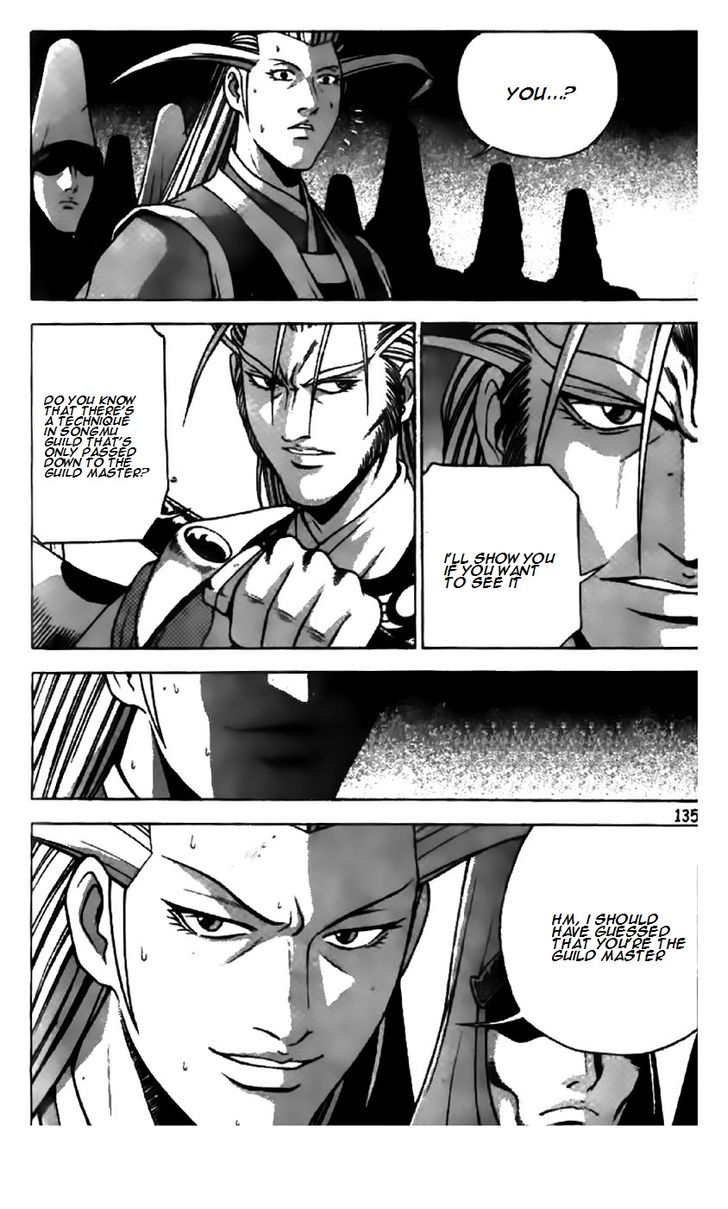 YOU...?
DO YOU KNOW
THAT THERE'S
A TECHNIQUE
IN SONGMU
GUILD THAT'S
ONLY PASSED
DOWN TO THE
GUILD MASTER?
I'LL SHOW YOU
IF YOU WANT
TO SEE IT
135
HM, I SHOULD
HAVE GUESSED
THAT YOU'RE THE
GUILD MASTER